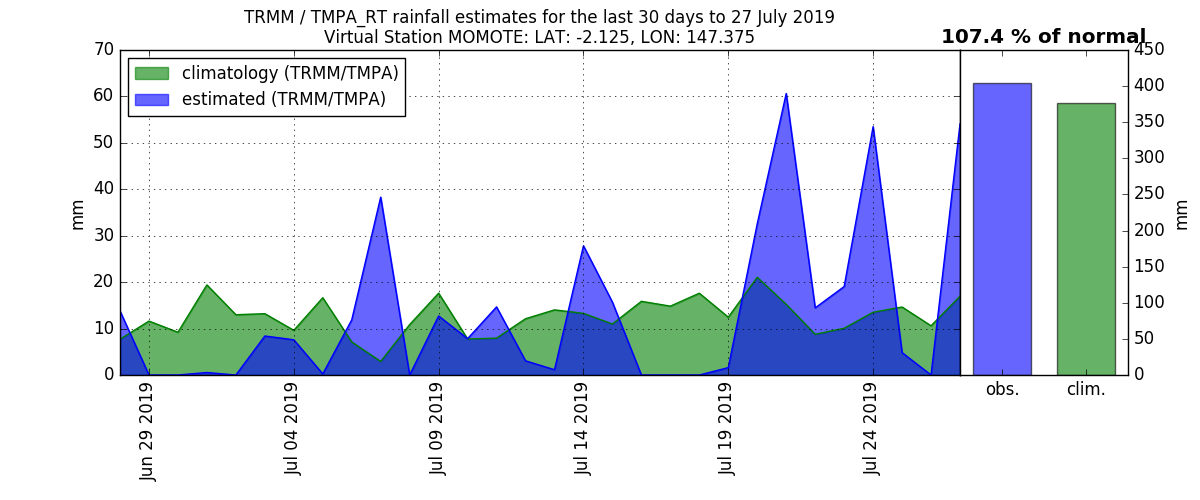 TRMM / TMPA_RT rainfall estimates for the last 30 days to 27 July 2019
Virtual Station MOMOTE: LAT: -2.125, LON: 147.375
107.4 % of normal
climatology (TRMM/TMPA)
estimated (TRMM/TMPA)
70
60
50
40
30
20
10
0
mm
Jun 29 2019
Jul 04 2019
Jul 09 2019
Jul 14 2019
Jul 19 2019
Jul 24 2019
450
400
350
300
250
200
150
100
50
0
mm
obs.
clim.